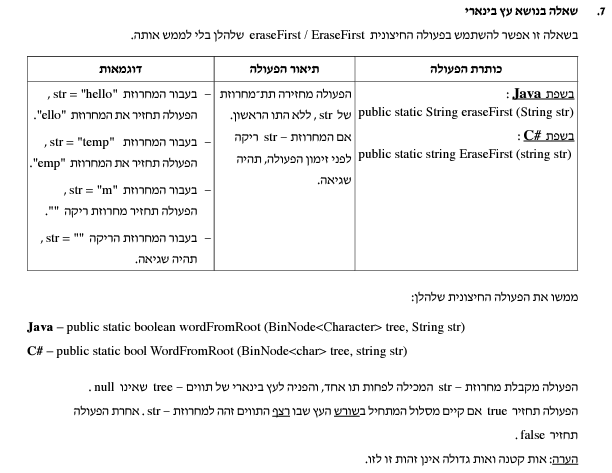 7. שאלה בנושא עץ בינארי
בשאלה זו אפשר להשתמש בפעולה החיצונית eraseFirst / EraseFirst שלהלן בלי לממש אותה.
כותרת הפעולה
בשפת Java :
public static String eraseFirst (String str)
בשפת C# :
public static string EraseFirst (string str)
תיאור הפעולה
הפעולה מחזירה תת־מחרוזת
של str , ללא התו הראשון.
אם המחרוזת – str ריקה
לפני זימון הפעולה, תהיה
שגיאה.
דוגמאות
– בעבור המחרוזת str = "hello" ,
הפעולה תחזיר את המחרוזת "ello".
– בעבור המחרוזת str = "temp" ,
הפעולה תחזיר את המחרוזת "emp".
– בעבור המחרוזת str = "m" ,
הפעולה תחזיר מחרוזת ריקה "".
– בעבור המחרוזת הריקה str = "" ,
תהיה שגיאה.
ממשו את הפעולה החיצונית שלהלן:
Java – public static boolean wordFromRoot (BinNode<Character> tree, String str)
C# – public static bool WordFromRoot (BinNode<char> tree, string str)
הפעולה מקבלת מחרוזת – str המכילה לפחות תו אחד, והפניה לעץ בינארי של תווים – tree שאינו null .
הפעולה תחזיר true אם קיים מסלול המתחיל בשורש העץ שבו רצף התווים זהה למחרוזת – str . אחרת הפעולה
תחזיר false .
הערה: אות קטנה ואות גדולה אינן זהות זו לזו.